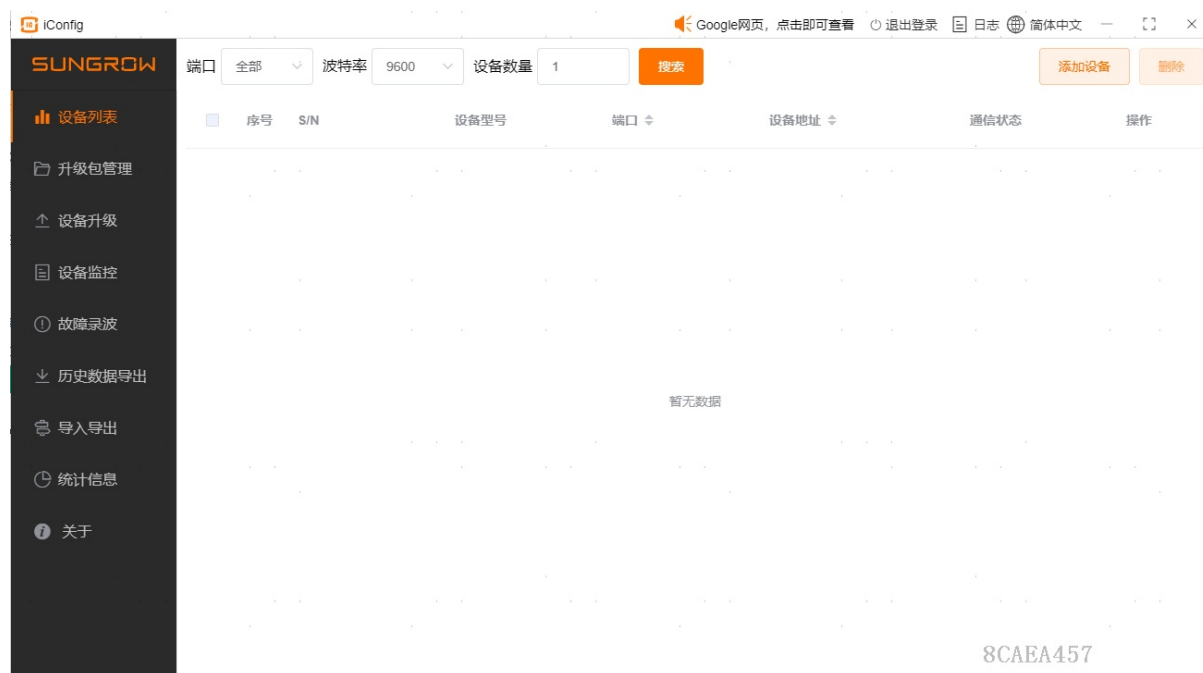 iConfig Google网页，点击即可查看 退出登录 日志 简体中文
SUNGROW 端口 全部 波特率 9600 设备数量 1 搜索 添加设备 删除
设备列表 序号 S/N 设备型号 端口 设备地址 通信状态 操作
升级包管理
设备升级
设备监控
故障录波
历史数据导出
暂无数据
导入导出
统计信息
关于
8CAEA457